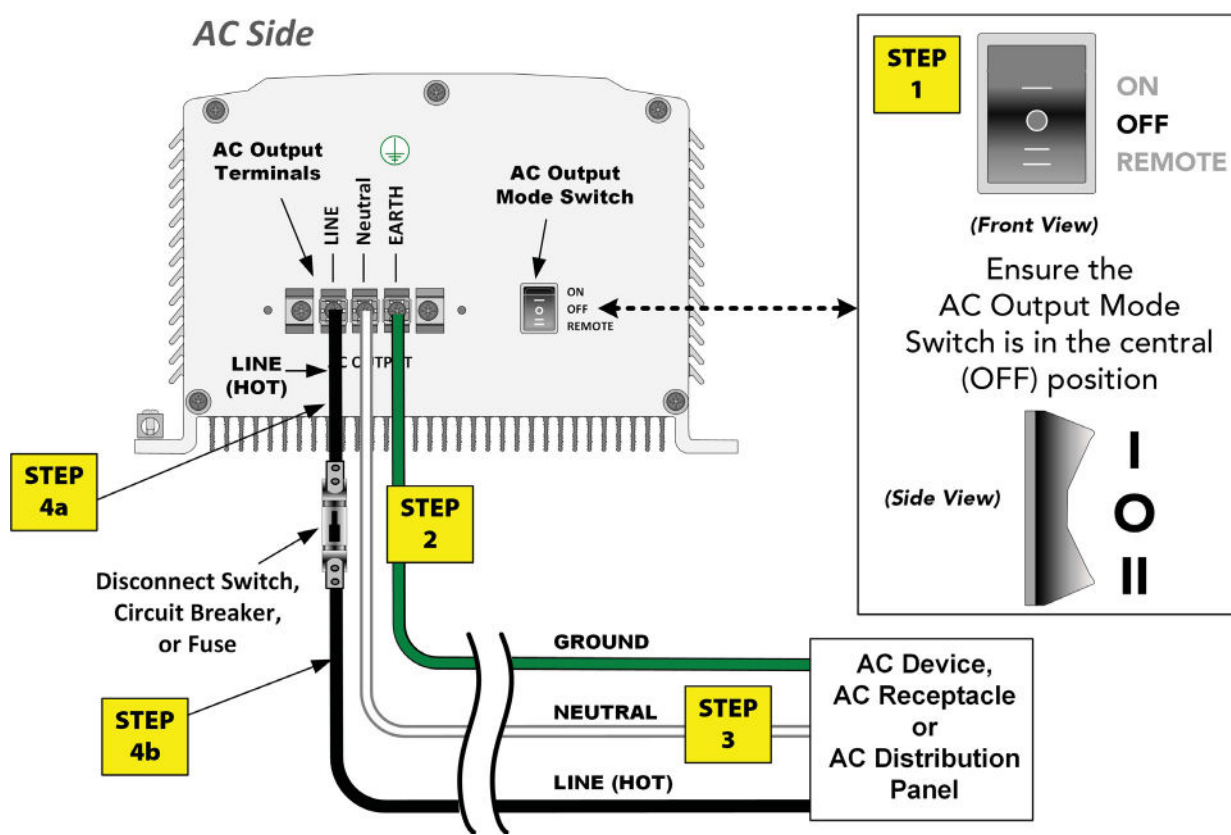 AC Side
STEP
1
ON
OFF
REMOTE
(Front View)
Ensure the
AC Output Mode
Switch is in the central
(OFF) position
(Side View)
I
O
II
AC Output
Terminals
LINE
Neutral
EARTH
AC Output
Mode Switch
ON
OFF
REMOTE
AC OUTPUT
LINE
(HOT)
STEP
4a
STEP
2
Disconnect Switch,
Circuit Breaker,
or Fuse
STEP
4b
GROUND
NEUTRAL
STEP
3
LINE (HOT)
AC Device,
AC Receptacle
or
AC Distribution
Panel